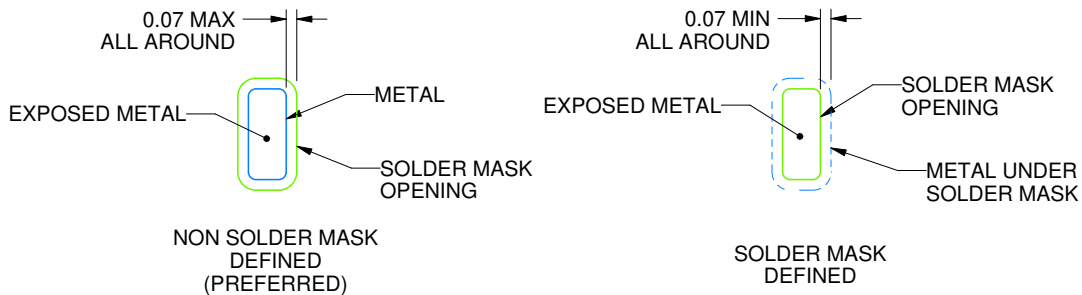 0.07 MAX
ALL AROUND
EXPOSED METAL
METAL
SOLDER MASK
OPENING
NON SOLDER MASK
DEFINED
(PREFERRED)
0.07 MIN
ALL AROUND
EXPOSED METAL
SOLDER MASK
OPENING
METAL UNDER
SOLDER MASK
SOLDER MASK
DEFINED